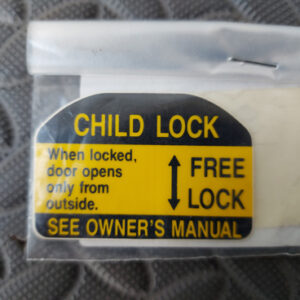 CHILD LOCK
When locked,
door opens
only from
outside.
FREE
LOCK
SEE OWNER'S MANUAL